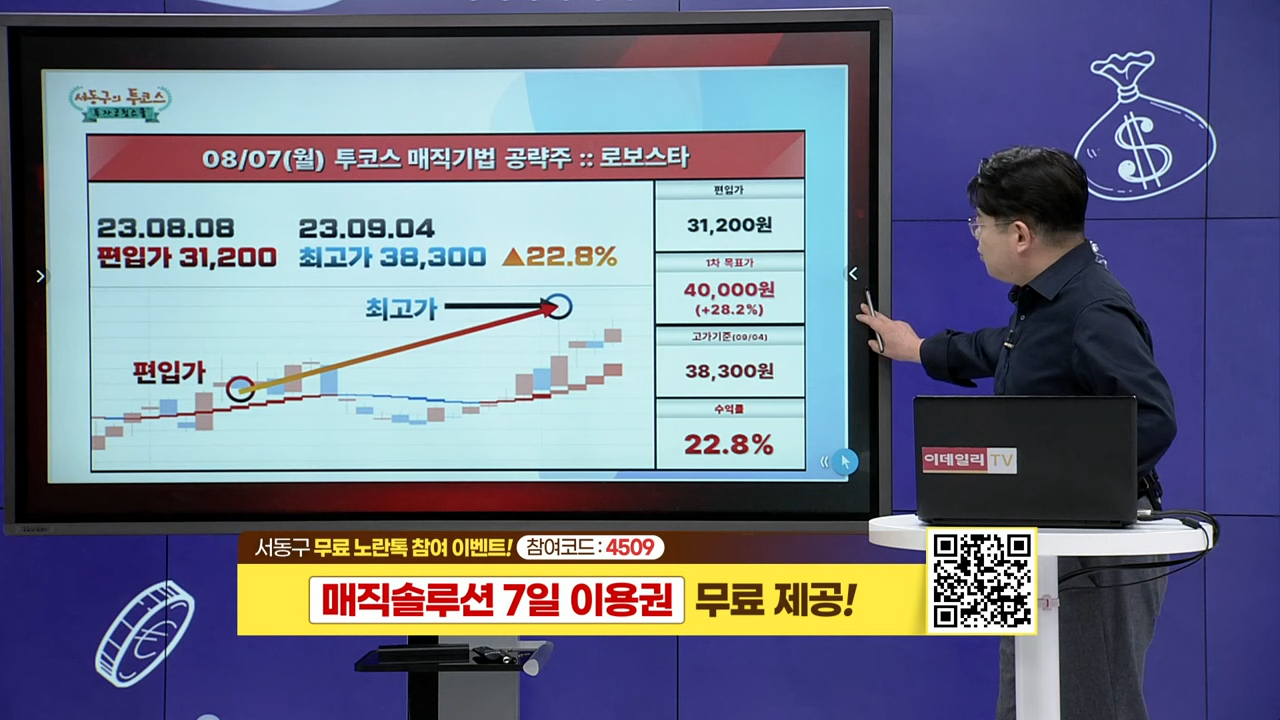 서동구의 투코스
투자코칭스쿨
08/07(월) 투코스 매직기법 공략주 :: 로보스타
23.08.08
편입가 31,200
23.09.04
최고가 38,300 ▲22.8%
최고가
편입가
편입가
31,200원
1차 목표가
40,000원
(+28.2%)
고가기준(09/04)
38,300원
수익률
22.8%
이데일리TV
서동구 무료 노란톡 참여 이벤트! 참여코드 : 4509
매직솔루션 7일 이용권 무료 제공!